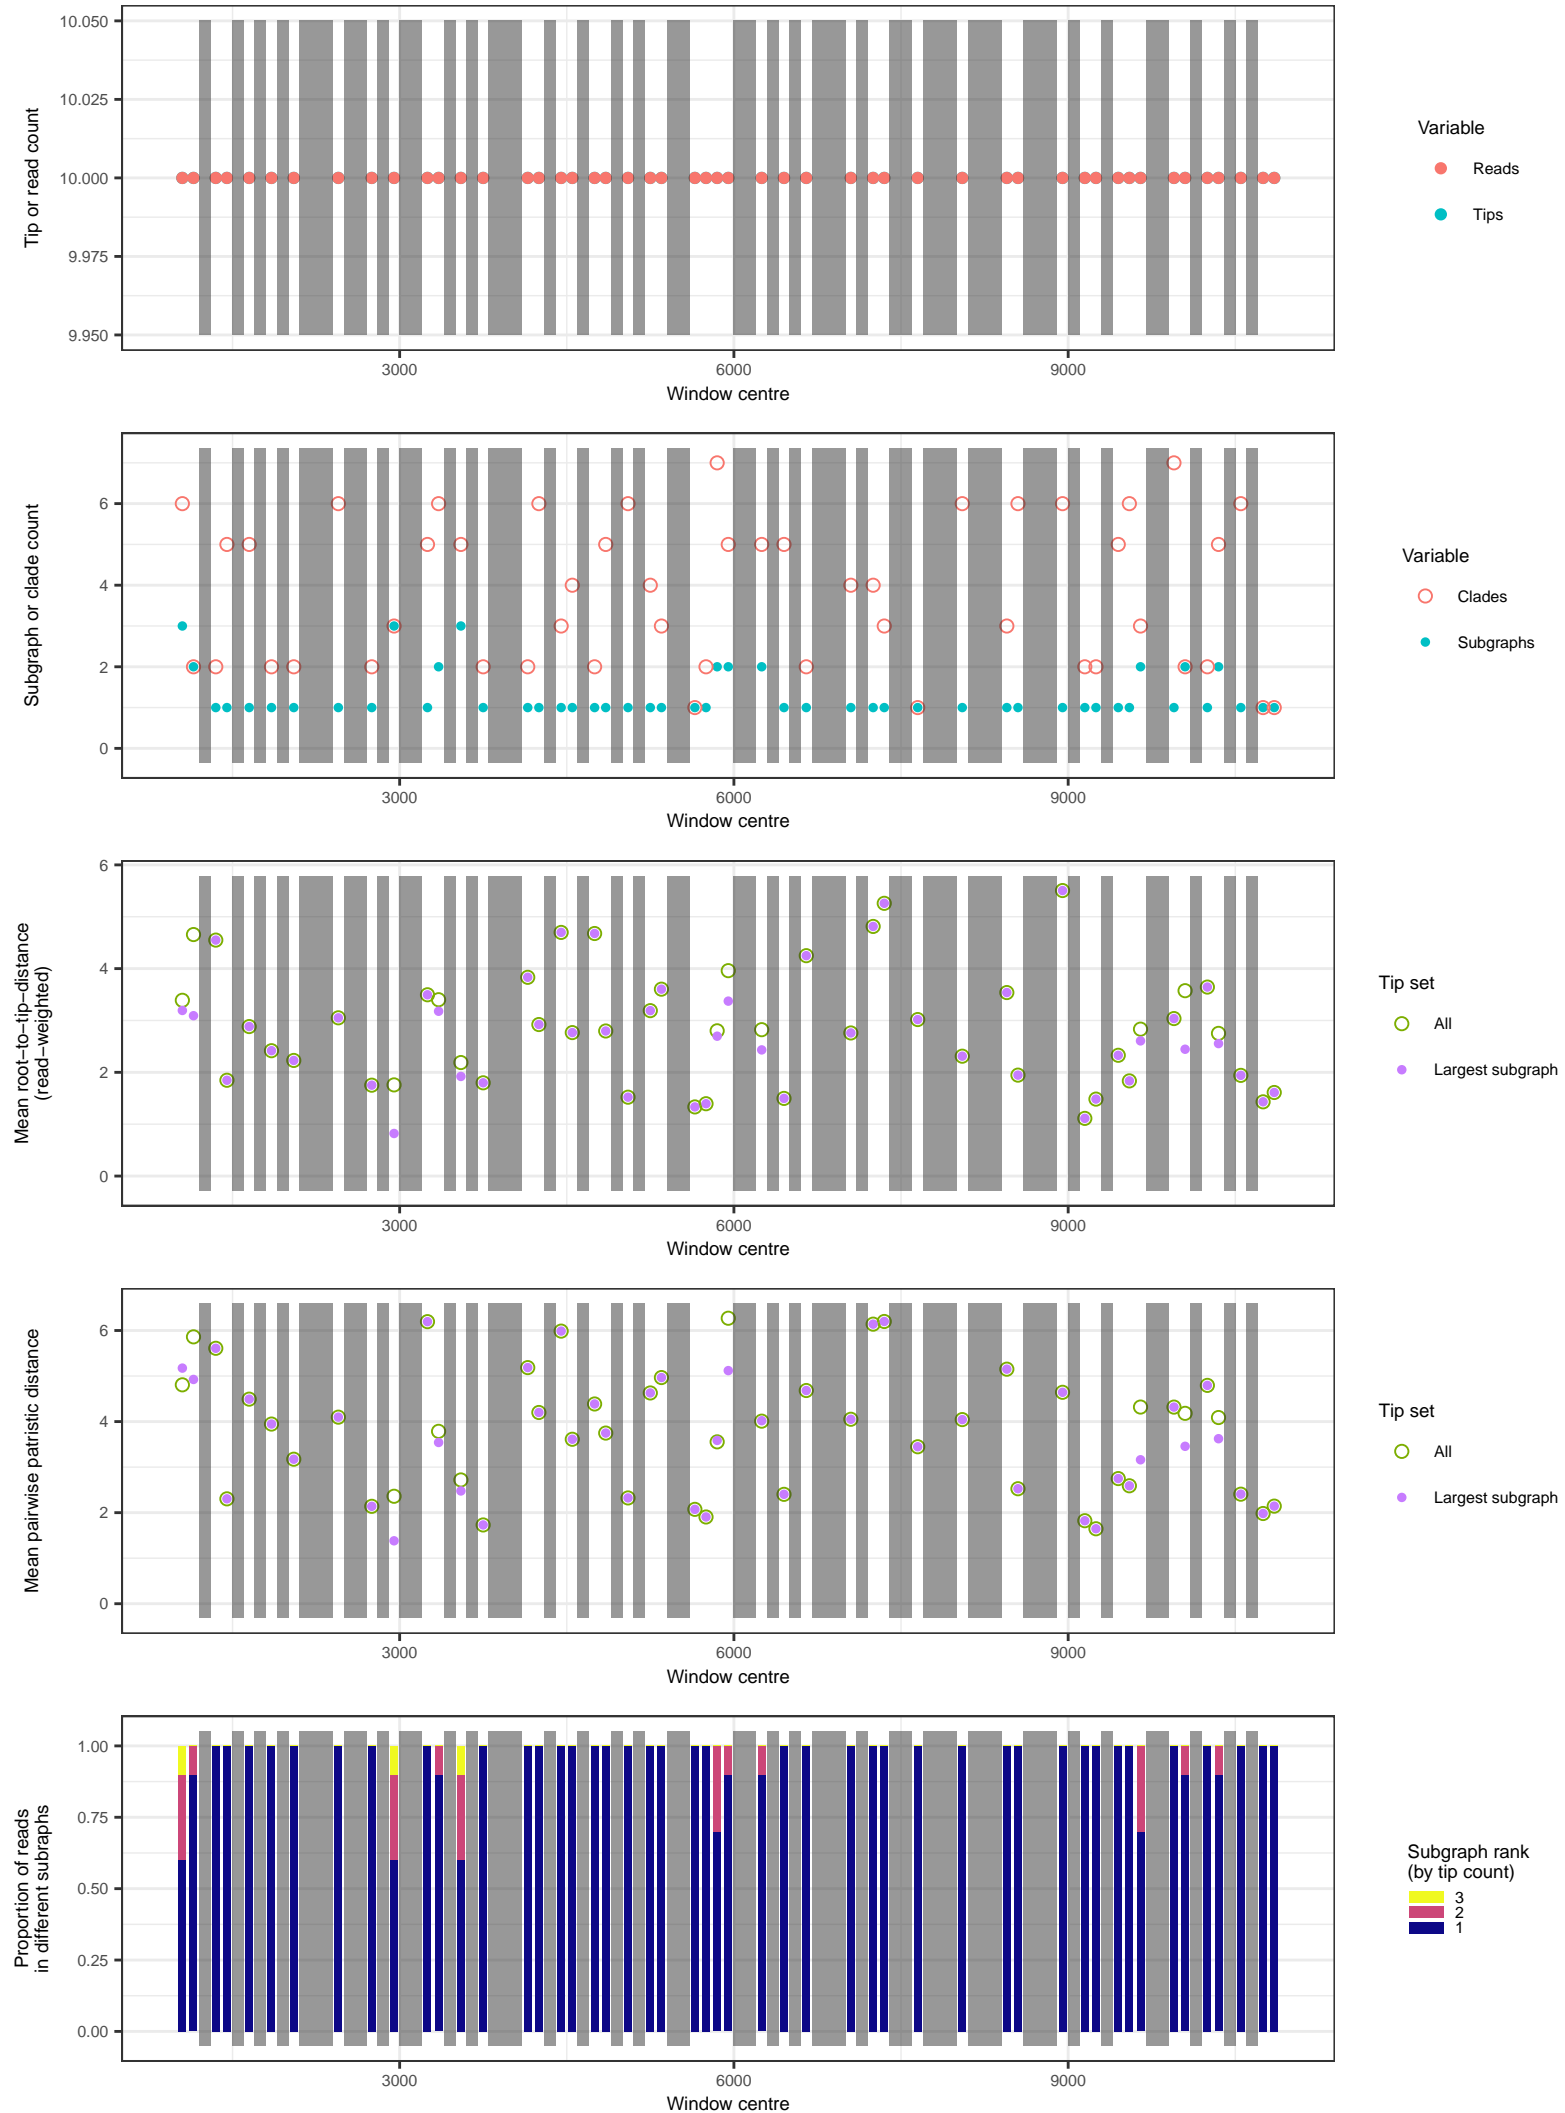 10.050
10.025
10.000
9.975
9.950
Tip or read count
3000
6000
9000
Window centre
Variable
Reads
Tips
6
4
2
0
Subgraph or clade count
3000
6000
9000
Window centre
Variable
Clades
Subgraphs
6
4
2
0
Mean root−to−tip−distance
(read−weighted)
3000
6000
9000
Window centre
Tip set
All
Largest subgraph
6
4
2
0
Mean pairwise patristic distance
3000
6000
9000
Window centre
Tip set
All
Largest subgraph
1.00
0.75
0.50
0.25
0.00
Proportion of reads
in different subraphs
3000
6000
9000
Window centre
Subgraph rank
(by tip count)
3
2
1